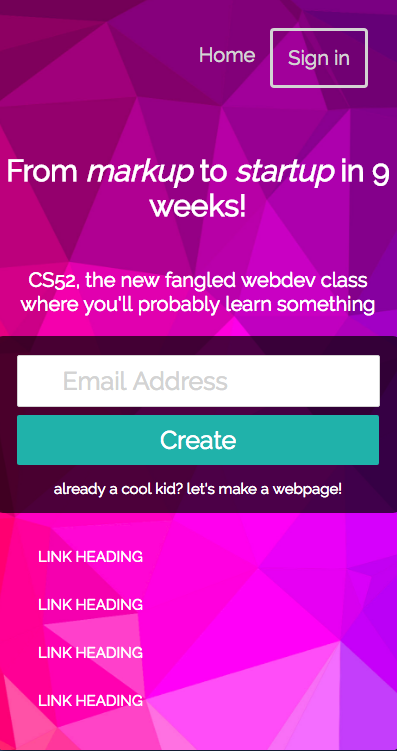 Home Sign in
From markup to startup in 9
weeks!
CS52, the new fangled webdev class
where you'll probably learn something
Email Address
Create
already a cool kid? let's make a webpage!
LINK HEADING
LINK HEADING
LINK HEADING
LINK HEADING